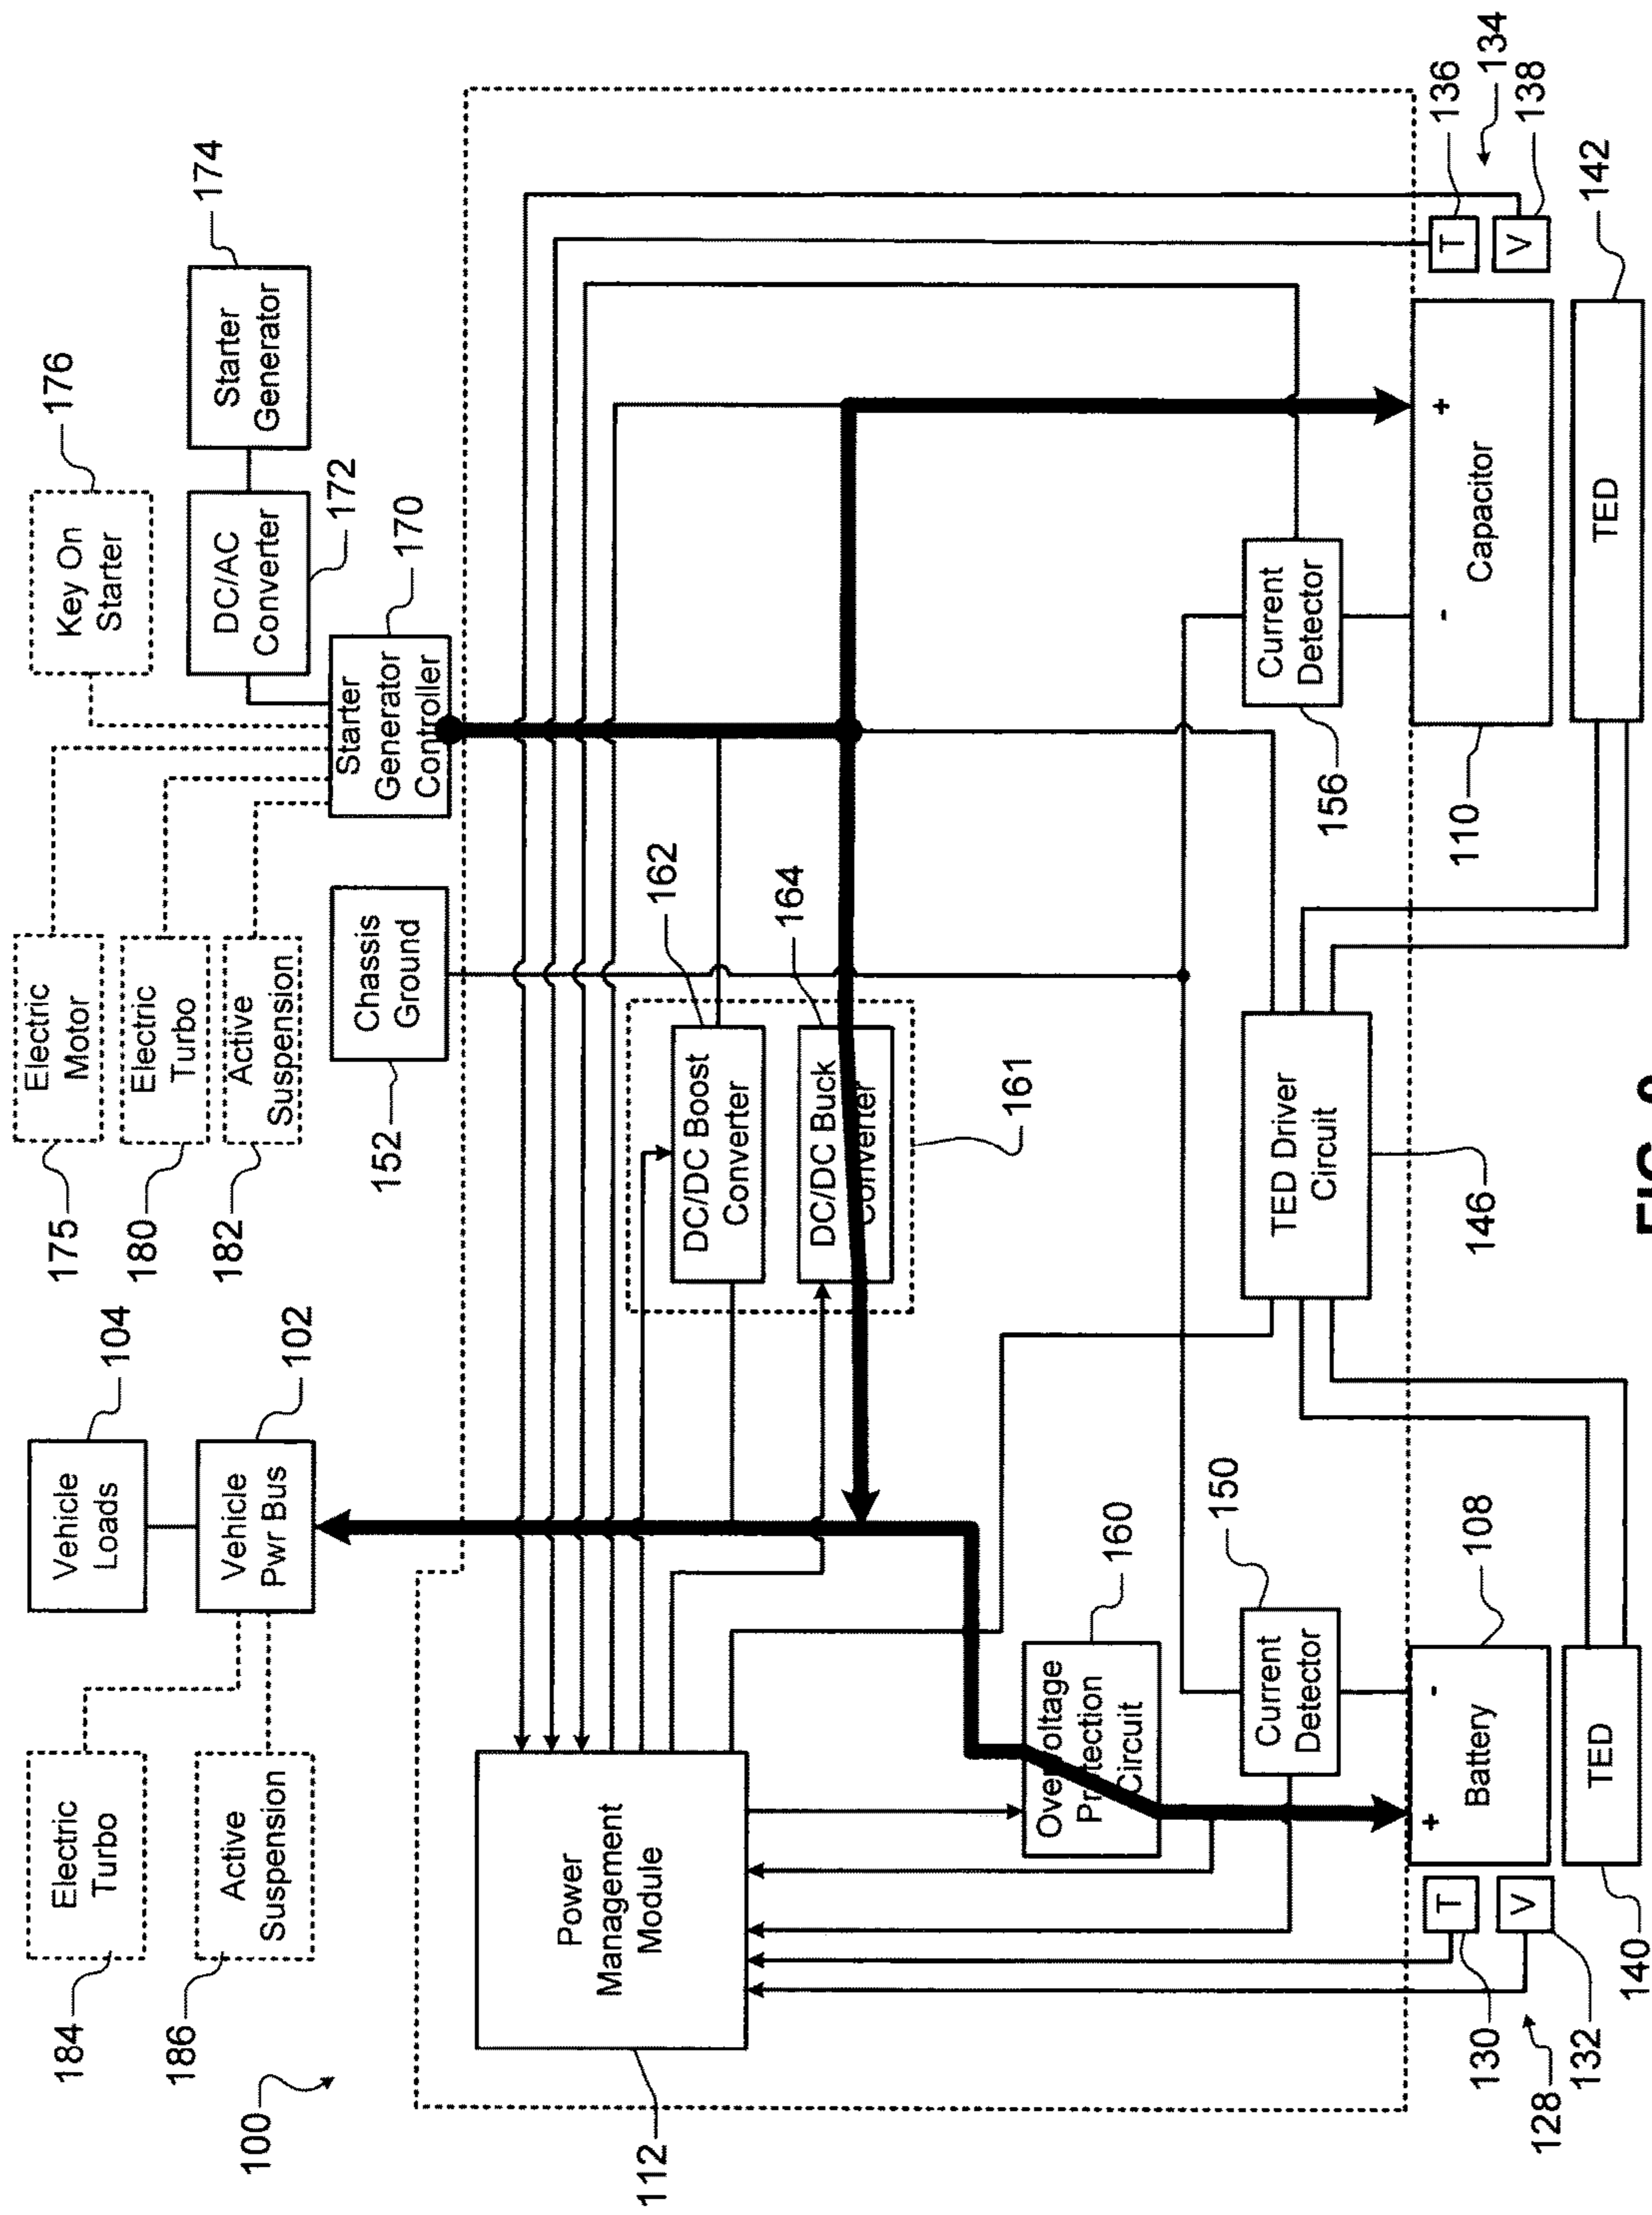 100
184
Electric
Turbo
186
Active
Suspension
Vehicle
Loads
104
Vehicle
Pwr Bus
102
175
Electric
Motor
180
Electric
Turbo
182
Active
Suspension
152
Chassis
Ground
Key On
Starter
176
DC/AC
Converter
172
Starter
Generator
174
Starter
Generator
Controller
170
112
Power
Management
Module
DC/DC Boost
Converter
162
DC/DC Buck
Converter
164
161
Overvoltage
Protection
Circuit
160
Current
Detector
150
TED Driver
Circuit
146
Current
Detector
156
128
T
130
V
132
+
-
Battery
108
TED
140
-
+
Capacitor
110
T
136
V
138
134
TED
142